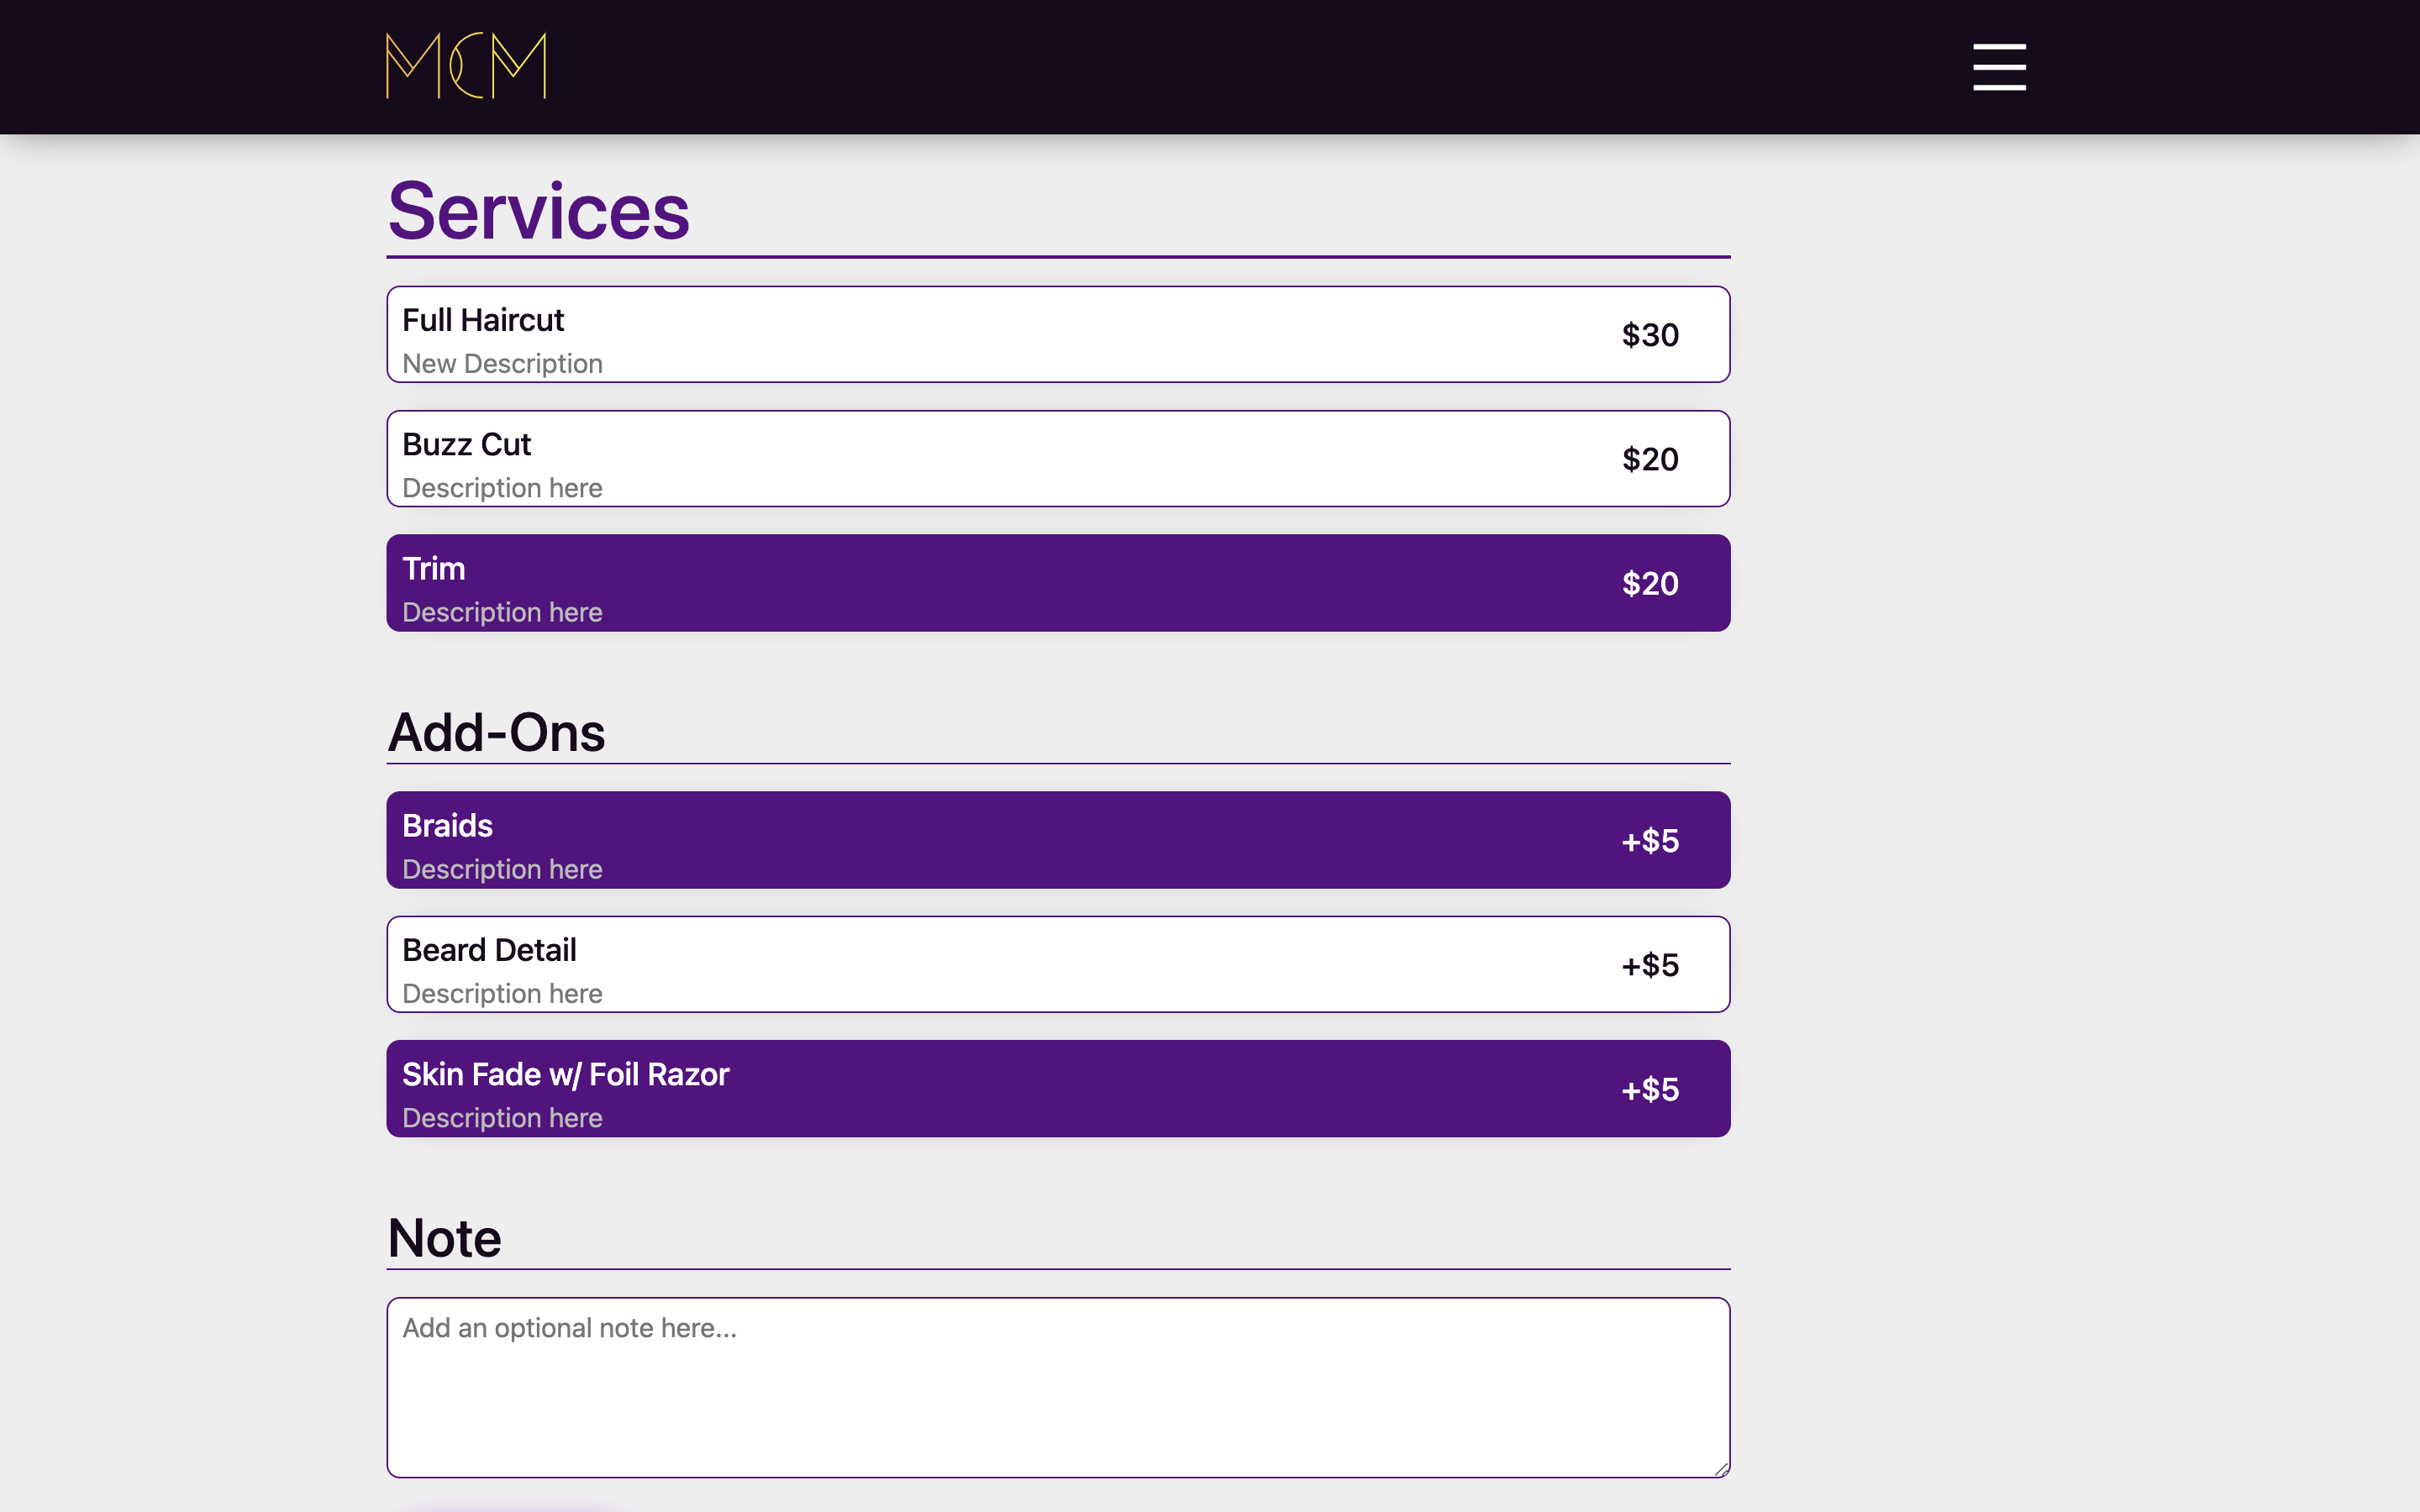 MCM
Services
Full Haircut
$30
New Description
Buzz Cut
$20
Description here
Trim
$20
Description here
Add-Ons
Braids
+$5
Description here
Beard Detail
+$5
Description here
Skin Fade w/ Foil Razor
+$5
Description here
Note
Add an optional note here...